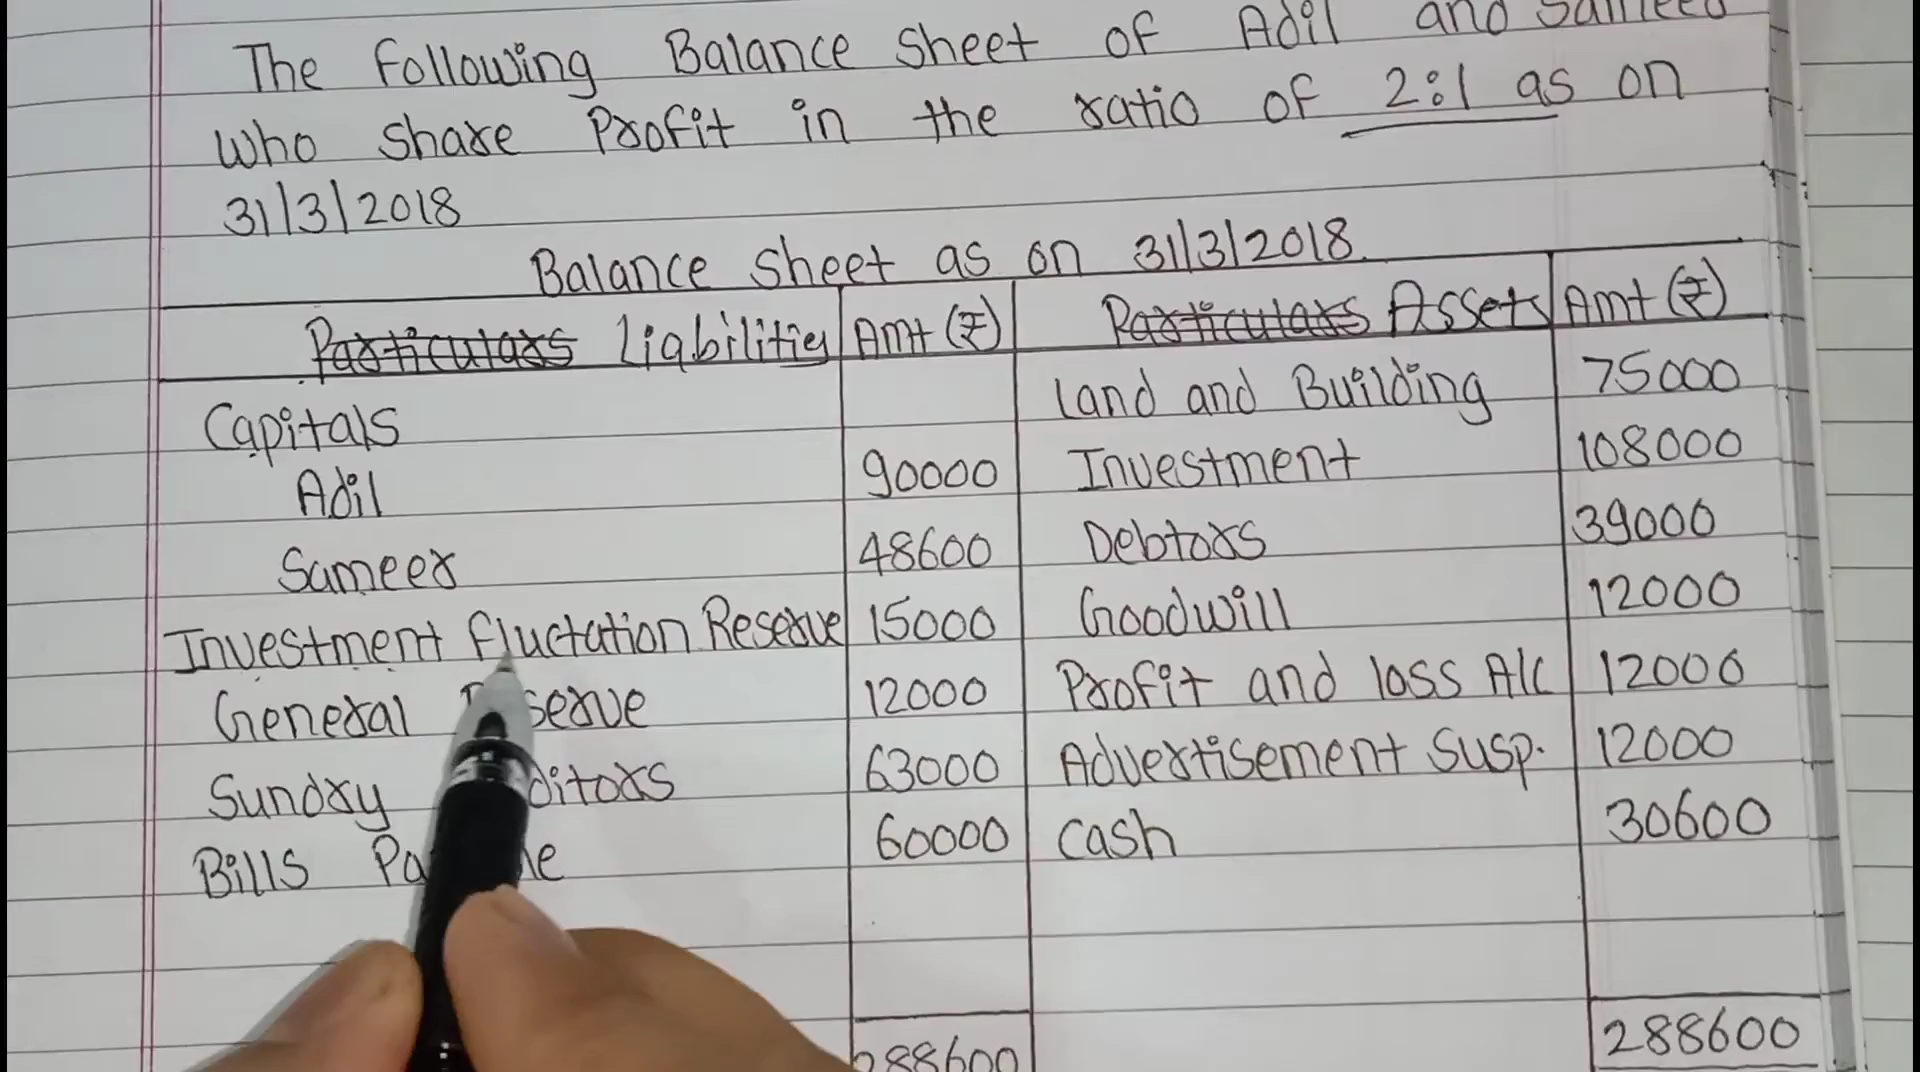 The Following Balance Sheet of Adil and Sameer
who share Profit in the ratio of 2:1 as on
31/3/2018
Balance Sheet as on 31/3/2018.
Particulars Liabilities Amt (₹) Particulars Assets Amt (₹)
Capitals Land and Building 75000
Adil 90000 Investment 108000
Sameer 48600 Debtors 39000
Investment Fluctation Reserve 15000 Goodwill 12000
General 12000 Profit and loss A/c 12000
Sundry 63000 Advertisement Susp. 12000
Bills 60000 Cash 30600
288600 288600